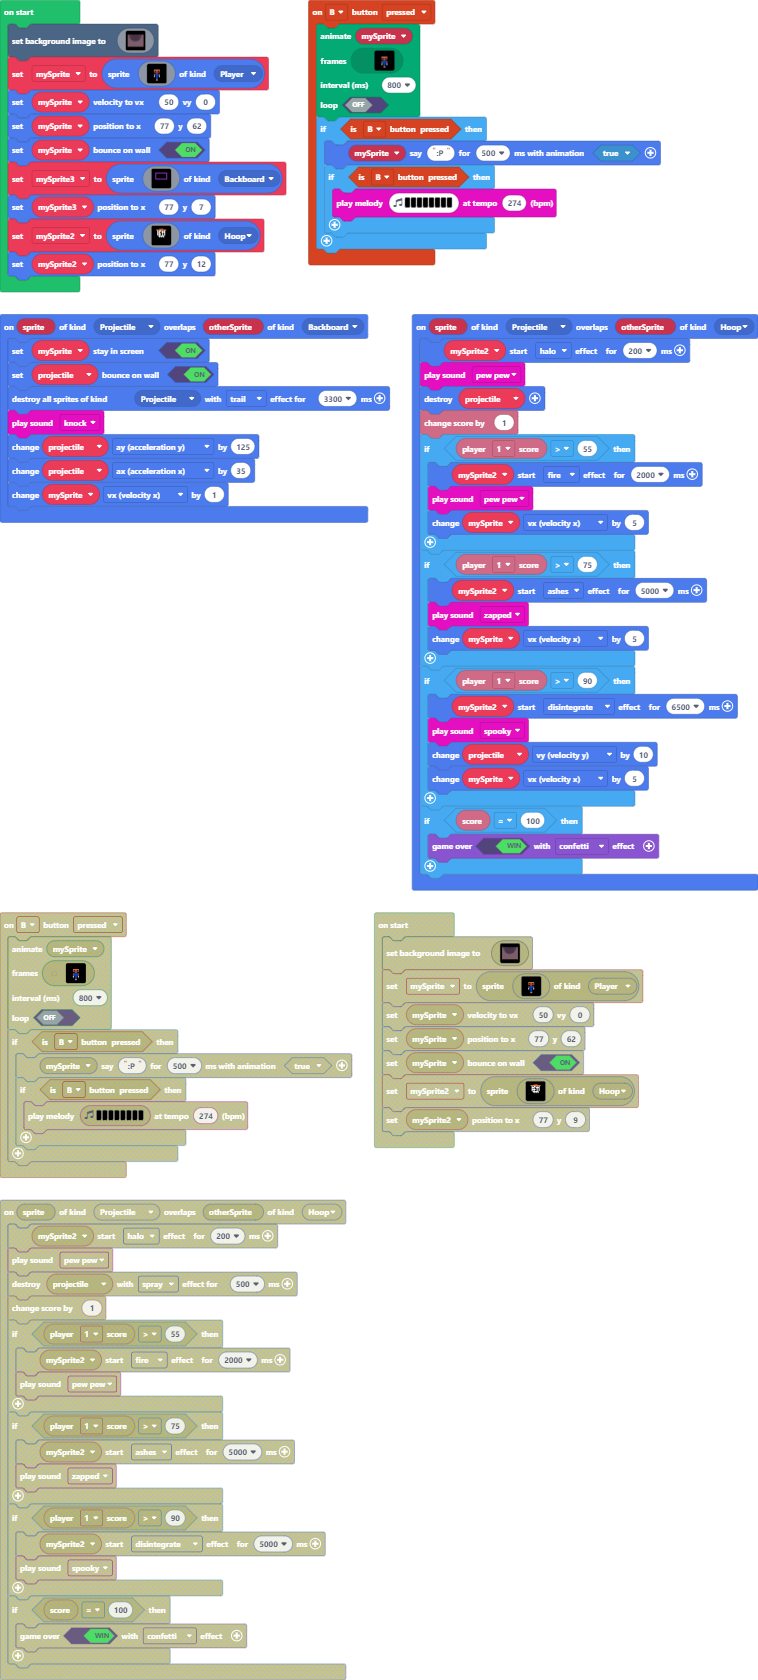 on start
set background image to
set mySprite to sprite of kind Player
set mySprite velocity to vx 50 vy 0
set mySprite position to x 77 y 62
set mySprite bounce on wall ON
set mySprite3 to sprite of kind Backboard
set mySprite3 position to x 77 y 7
set mySprite2 to sprite of kind Hoop
set mySprite2 position to x 77 y 12
on B button pressed
animate mySprite
frames
interval (ms) 800
loop OFF
if is B button pressed then
mySprite say ":P" for 500 ms with animation true
if is B button pressed then
play melody at tempo 274 (bpm)
on sprite of kind Projectile overlaps otherSprite of kind Backboard
set mySprite stay in screen ON
set projectile bounce on wall ON
destroy all sprites of kind Projectile with trail effect for 3300 ms
play sound knock
change projectile ay (acceleration y) by 125
change projectile ax (acceleration x) by 35
change mySprite vx (velocity x) by 1
on sprite of kind Projectile overlaps otherSprite of kind Hoop
mySprite2 start halo effect for 200 ms
play sound pew pew
destroy projectile
change score by 1
if player 1 score > 55 then
mySprite2 start fire effect for 2000 ms
play sound pew pew
change mySprite vx (velocity x) by 5
if player 1 score > 75 then
mySprite2 start ashes effect for 5000 ms
play sound zapped
change mySprite vx (velocity x) by 5
if player 1 score > 90 then
mySprite2 start disintegrate effect for 6500 ms
play sound spooky
change projectile vy (velocity y) by 10
change mySprite vx (velocity x) by 5
if score = 100 then
game over WIN with confetti effect
on B button pressed
animate mySprite
frames
interval (ms) 800
loop OFF
if is B button pressed then
mySprite say ":P" for 500 ms with animation true
if is B button pressed then
play melody at tempo 274 (bpm)
on start
set background image to
set mySprite to sprite of kind Player
set mySprite velocity to vx 50 vy 0
set mySprite position to x 77 y 62
set mySprite bounce on wall ON
set mySprite2 to sprite of kind Hoop
set mySprite2 position to x 77 y 9
on sprite of kind Projectile overlaps otherSprite of kind Hoop
mySprite2 start halo effect for 200 ms
play sound pew pew
destroy projectile with spray effect for 500 ms
change score by 1
if player 1 score > 55 then
mySprite2 start fire effect for 2000 ms
play sound pew pew
if player 1 score > 75 then
mySprite2 start ashes effect for 5000 ms
play sound zapped
if player 1 score > 90 then
mySprite2 start disintegrate effect for 5000 ms
play sound spooky
if score = 100 then
game over WIN with confetti effect